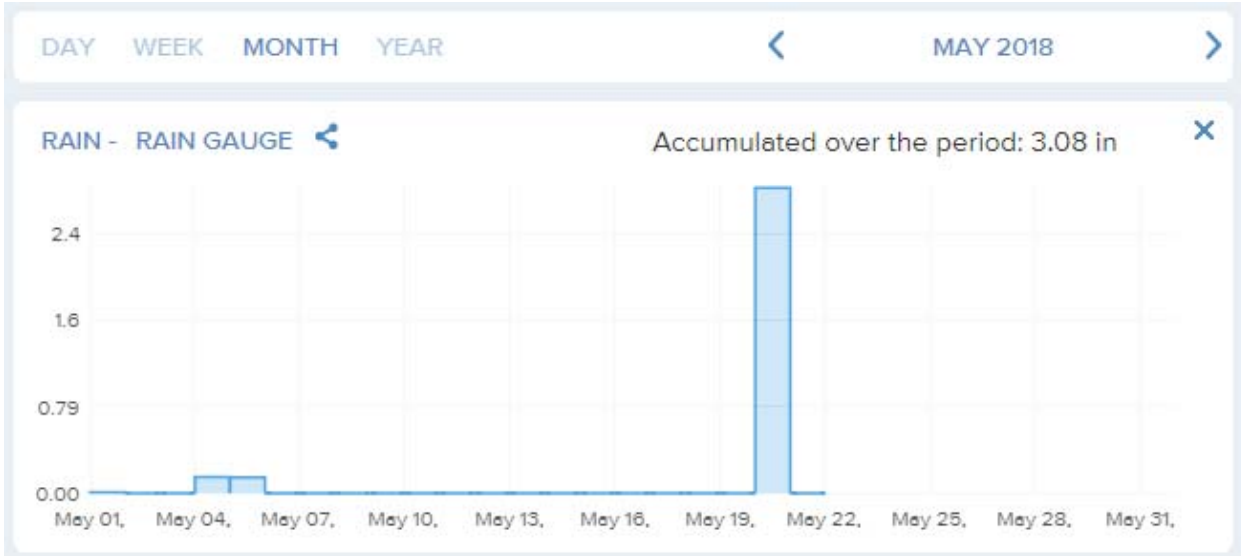 DAY WEEK MONTH YEAR MAY 2018
RAIN - RAIN GAUGE Accumulated over the period: 3.08 in
2.4
1.6
0.79
0.00
May 01, May 04, May 07, May 10, May 13, May 16, May 19, May 22, May 25, May 28, May 31,